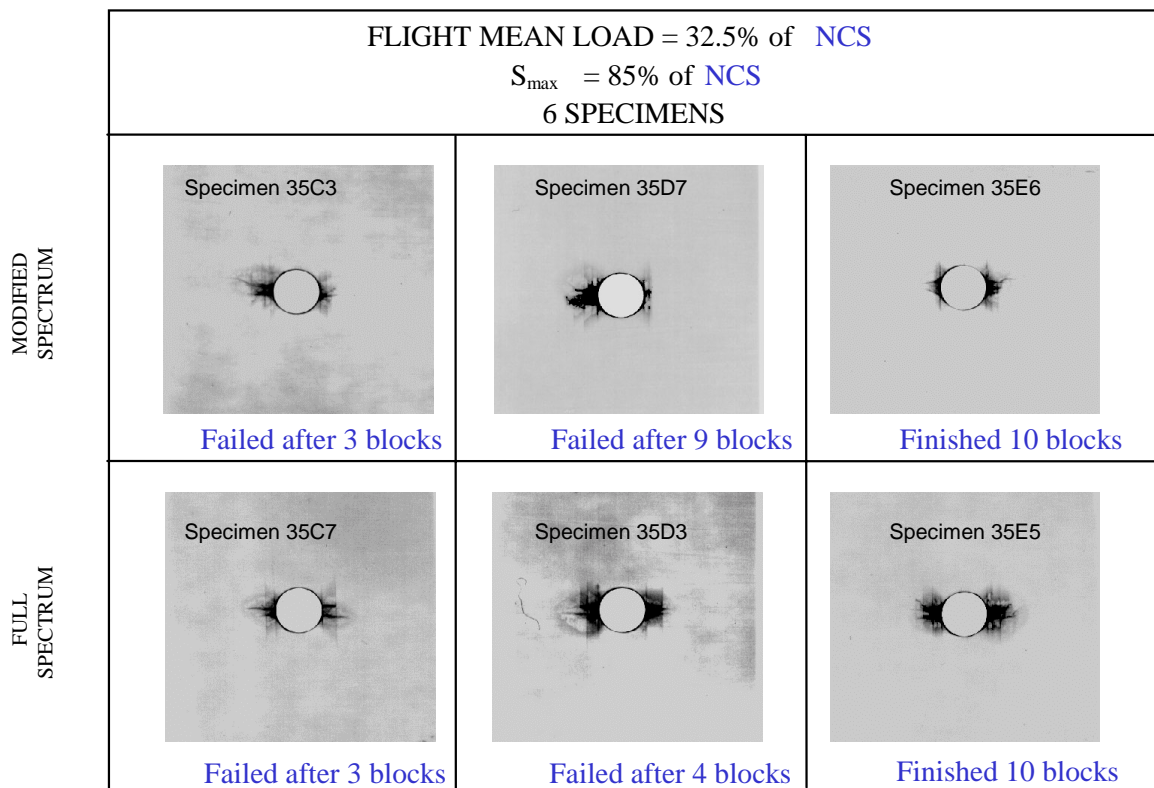 FLIGHT MEAN LOAD = 32.5% of NCS
Smax = 85% of NCS
6 SPECIMENS
MODIFIED
SPECTRUM
Specimen 35C3
Specimen 35D7
Specimen 35E6
Failed after 3 blocks
Failed after 9 blocks
Finished 10 blocks
FULL
SPECTRUM
Specimen 35C7
Specimen 35D3
Specimen 35E5
Failed after 3 blocks
Failed after 4 blocks
Finished 10 blocks